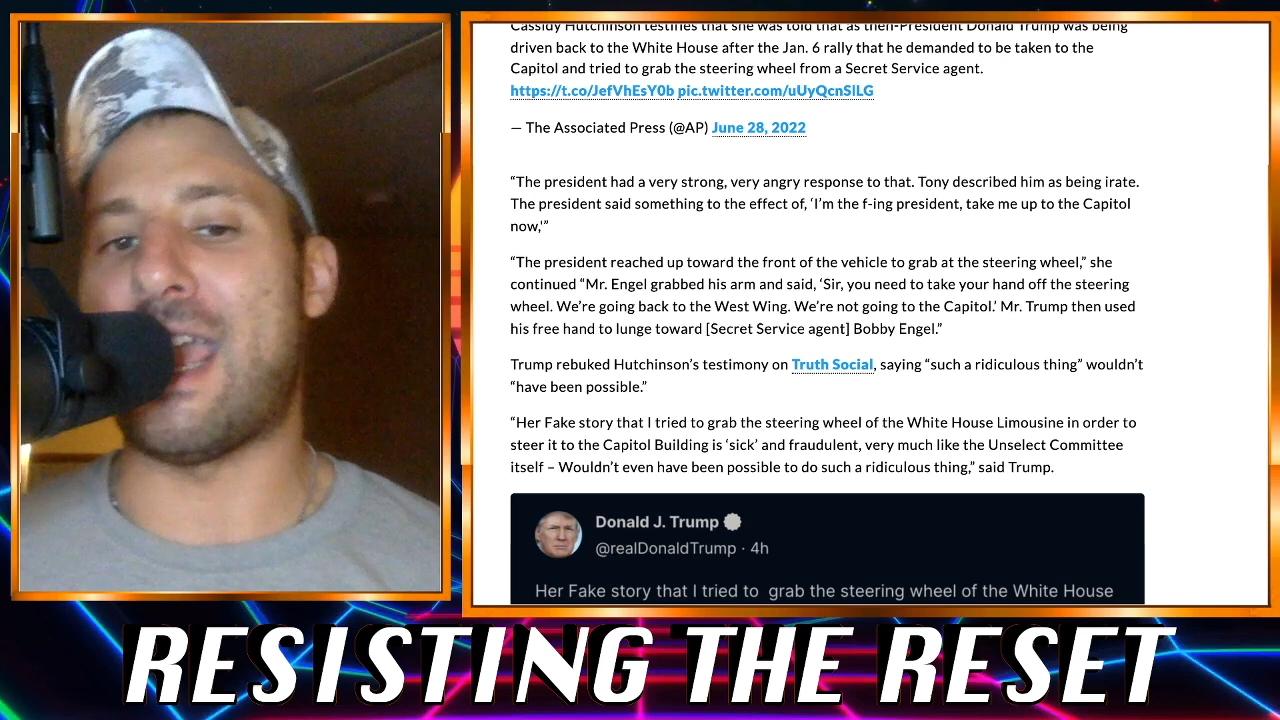 Cassidy Hutchinson testifies that she was told that as then-President Donald Trump was being
driven back to the White House after the Jan. 6 rally that he demanded to be taken to the
Capitol and tried to grab the steering wheel from a Secret Service agent.
https://t.co/JefVhEsY0b pic.twitter.com/uUyQcnSlLG
— The Associated Press (@AP) June 28, 2022
“The president had a very strong, very angry response to that. Tony described him as being irate.
The president said something to the effect of, ‘I’m the f-ing president, take me up to the Capitol
now,'”
“The president reached up toward the front of the vehicle to grab at the steering wheel,” she
continued “Mr. Engel grabbed his arm and said, ‘Sir, you need to take your hand off the steering
wheel. We’re going back to the West Wing. We’re not going to the Capitol.’ Mr. Trump then used
his free hand to lunge toward [Secret Service agent] Bobby Engel.”
Trump rebuked Hutchinson’s testimony on Truth Social, saying “such a ridiculous thing” wouldn’t
“have been possible.”
“Her Fake story that I tried to grab the steering wheel of the White House Limousine in order to
steer it to the Capitol Building is ‘sick’ and fraudulent, very much like the Unselect Committee
itself – Wouldn’t even have been possible to do such a ridiculous thing,” said Trump.
Donald J. Trump
@realDonaldTrump · 4h
Her Fake story that I tried to grab the steering wheel of the White House
RESISTING THE RESET